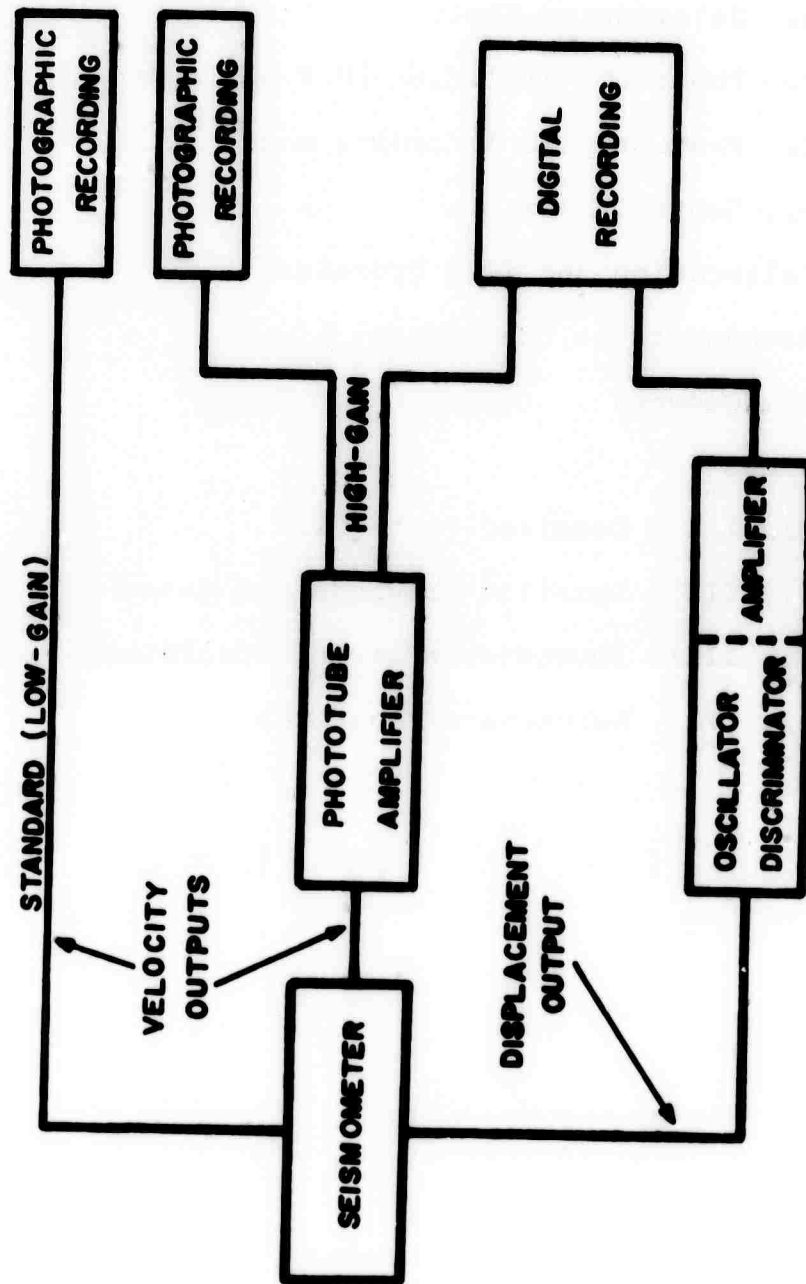 STANDARD (LOW-GAIN)
PHOTOGRAPHIC
RECORDING
PHOTOGRAPHIC
RECORDING
VELOCITY
OUTPUTS
SEISMOMETER
PHOTOTUBE
AMPLIFIER
HIGH-GAIN
DIGITAL
RECORDING
DISPLACEMENT
OUTPUT
OSCILLATOR
DISCRIMINATOR
AMPLIFIER